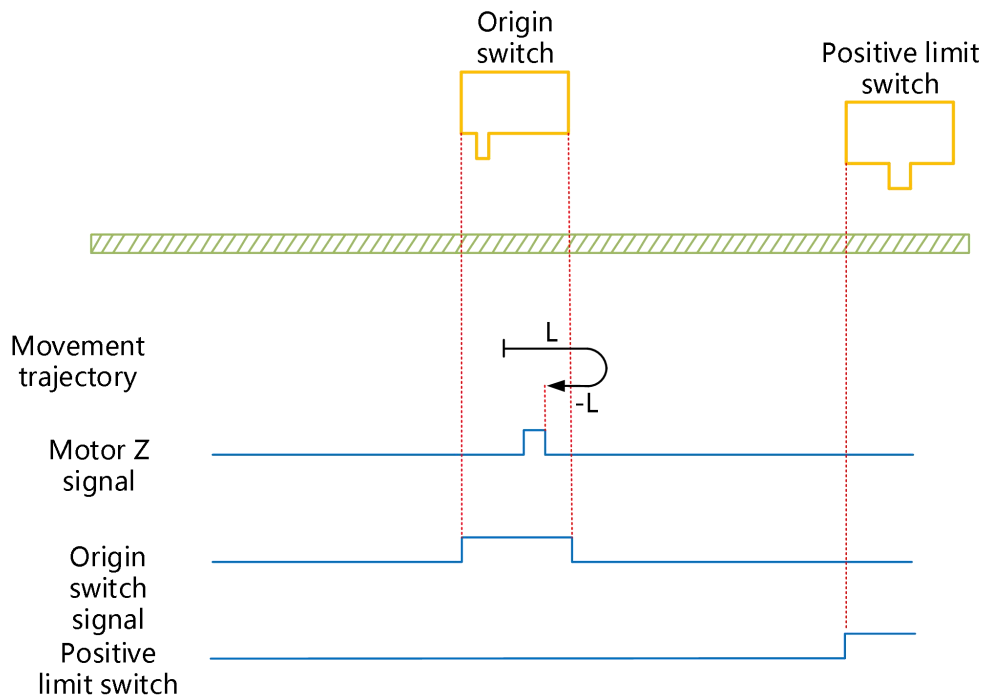 Origin
switch
Positive limit
switch
L
Movement
trajectory
-L
Motor Z
signal
Origin
switch
signal
Positive
limit switch